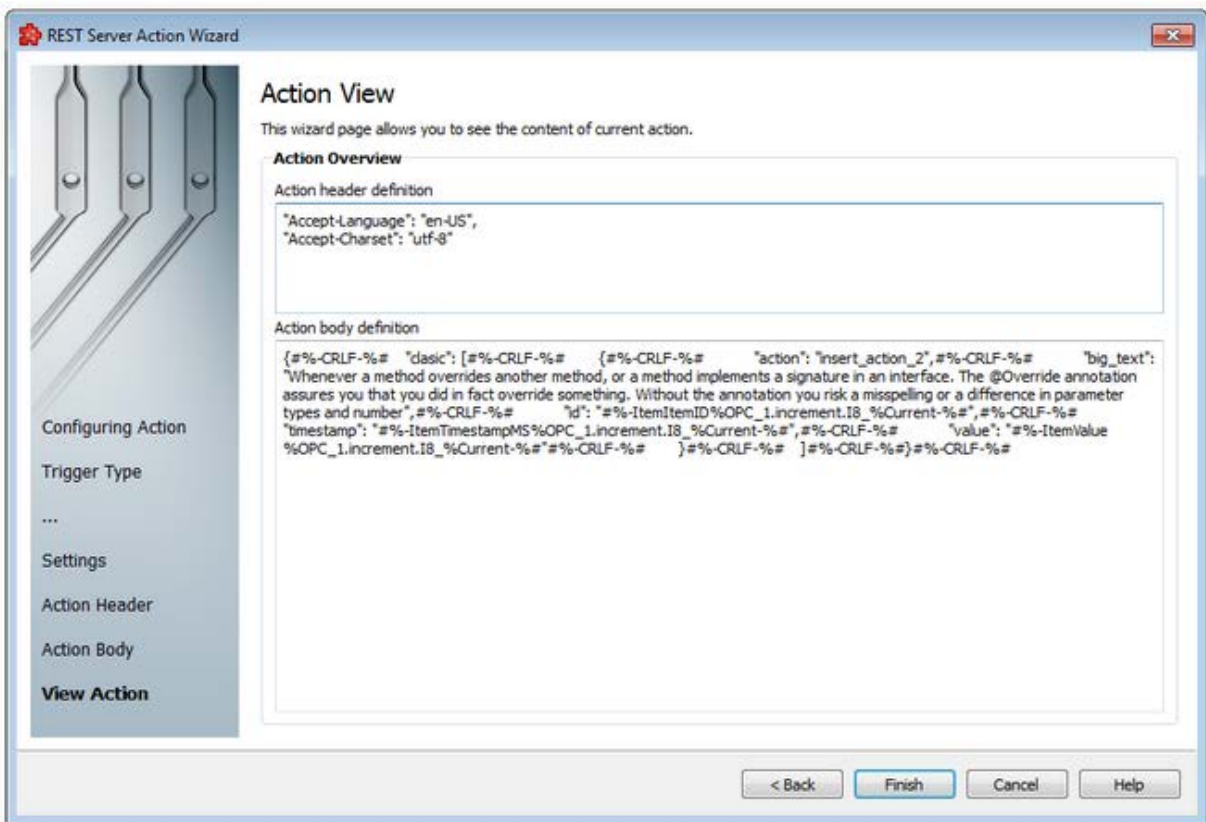 REST Server Action Wizard
Action View
This wizard page allows you to see the content of current action.
Action Overview
Action header definition
"Accept-Language": "en-US",
"Accept-Charset": "utf-8"
Action body definition
{#%-CRLF-%# "clasic": [#%-CRLF-%# {#%-CRLF-%# "action": "insert_action_2",#%-CRLF-%# "big_text":
"Whenever a method overrides another method, or a method implements a signature in an interface. The @Override annotation
assures you that you did in fact override something. Without the annotation you risk a misspelling or a difference in parameter
types and number",#%-CRLF-%# "id": "#%-ItemItemID%OPC_1.increment.I8_%Current-%#",#%-CRLF-%#
"timestamp": "#%-ItemTimestampMS%OPC_1.increment.I8_%Current-%#",#%-CRLF-%# "value": "#%-ItemValue
%OPC_1.increment.I8_%Current-%#"#%-CRLF-%# }#%-CRLF-%# ]#%-CRLF-%#}#%-CRLF-%#
Configuring Action
Trigger Type
...
Settings
Action Header
Action Body
View Action
< Back
Finish
Cancel
Help